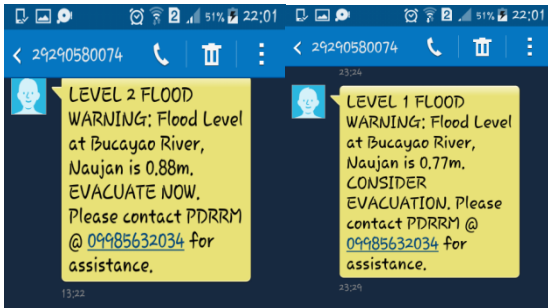 2 51% 22:01
29290580074
LEVEL 2 FLOOD
WARNING: Flood Level
at Bucayao River,
Naujan is 0.88m.
EVACUATE NOW.
Please contact PDRRM
@ 09985632034 for
assistance.
13:22
2 51% 22:01
29290580074
23:24
LEVEL 1 FLOOD
WARNING: Flood Level
at Bucayao River,
Naujan is 0.77m.
CONSIDER
EVACUATION. Please
contact PDRRM @
09985632034 for
assistance.
23:29